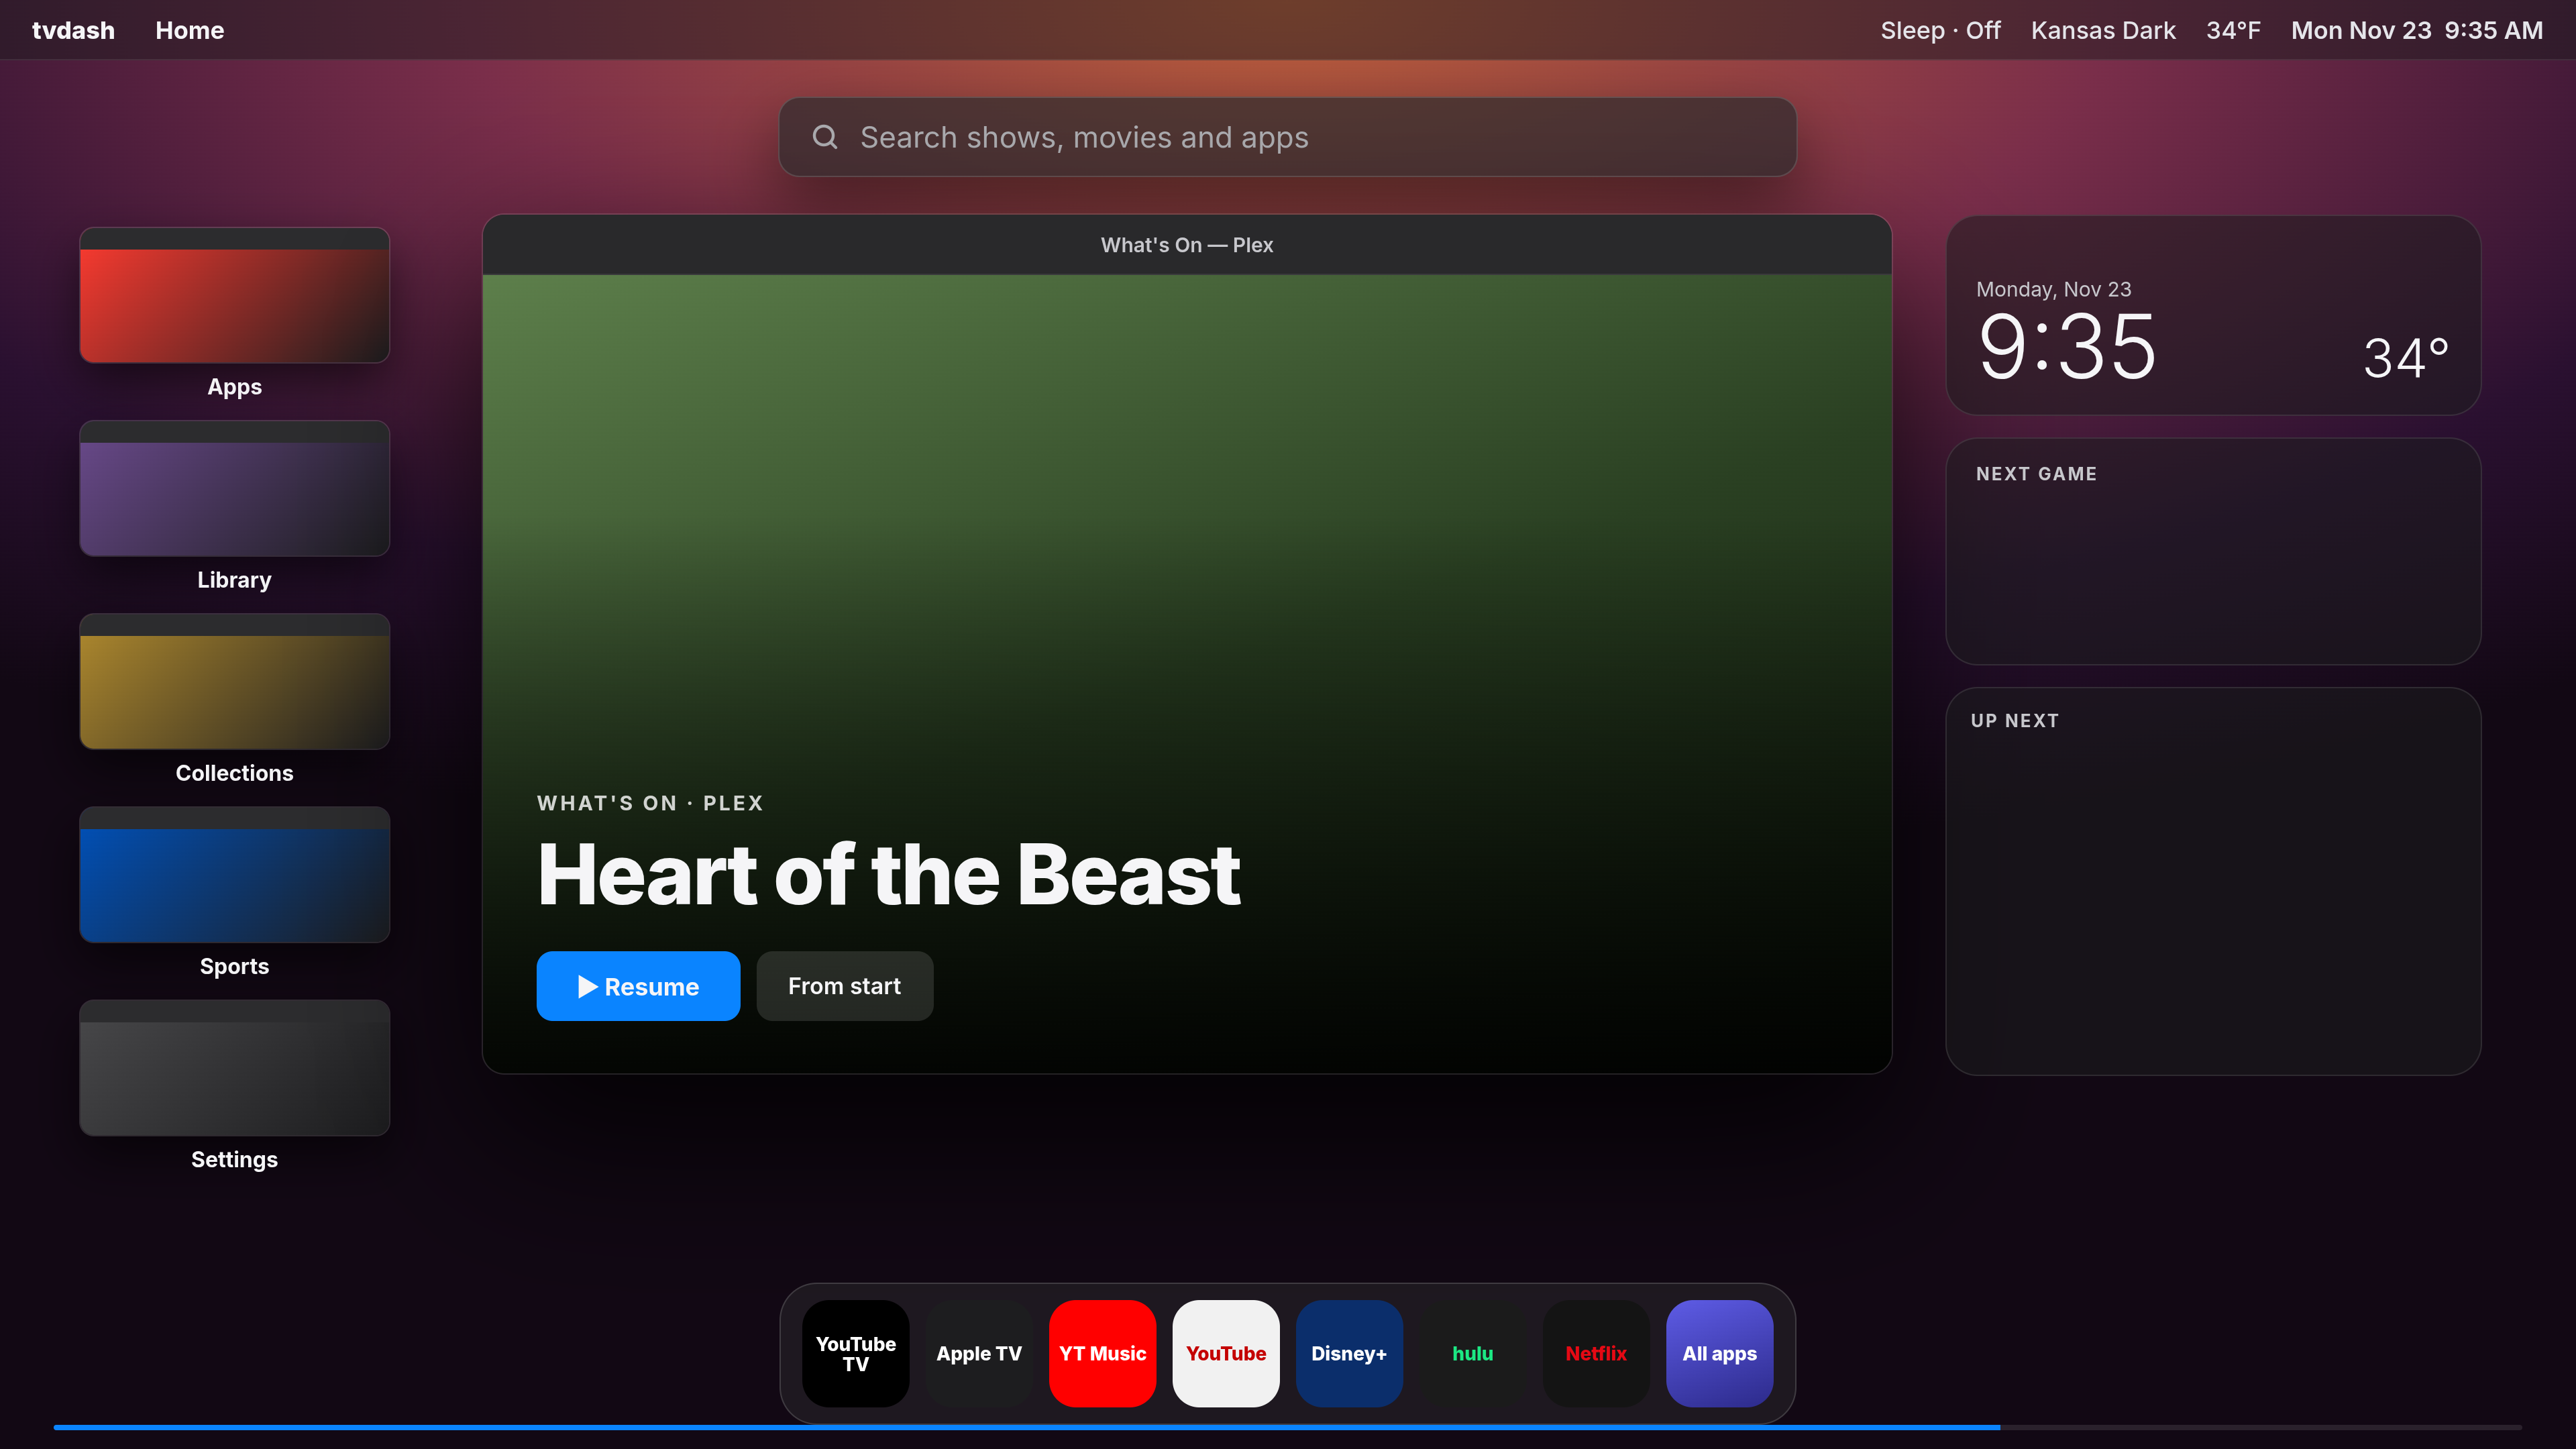 tvdash Home Sleep · Off Kansas Dark 34°F Mon Nov 23 9:35 AM
Search shows, movies and apps
Apps
Library
Collections
Sports
Settings
What's On — Plex
WHAT'S ON · PLEX
Heart of the Beast
▶ Resume From start
Monday, Nov 23
9:35 34°
NEXT GAME
UP NEXT
YouTube
TV
Apple TV
YT Music
YouTube
Disney+
hulu
Netflix
All apps